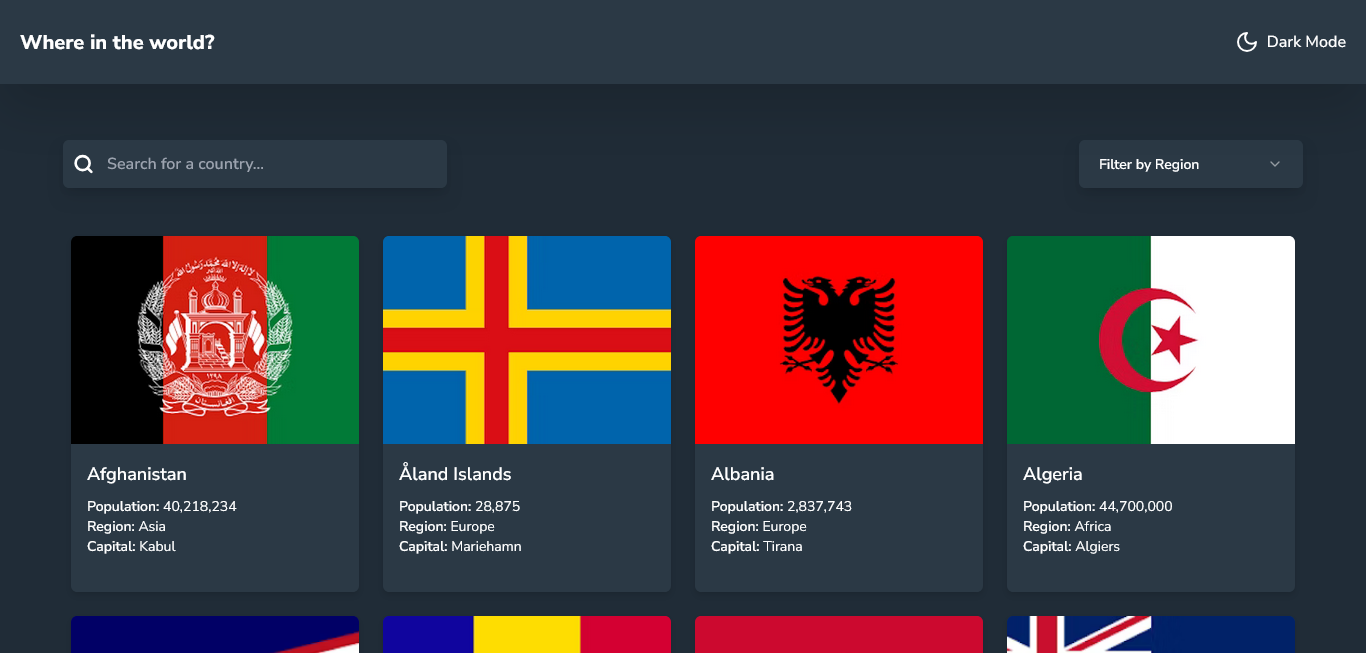 Where in the world?
Dark Mode
Search for a country...
Filter by Region
Afghanistan
Population: 40,218,234
Region: Asia
Capital: Kabul
Åland Islands
Population: 28,875
Region: Europe
Capital: Mariehamn
Albania
Population: 2,837,743
Region: Europe
Capital: Tirana
Algeria
Population: 44,700,000
Region: Africa
Capital: Algiers